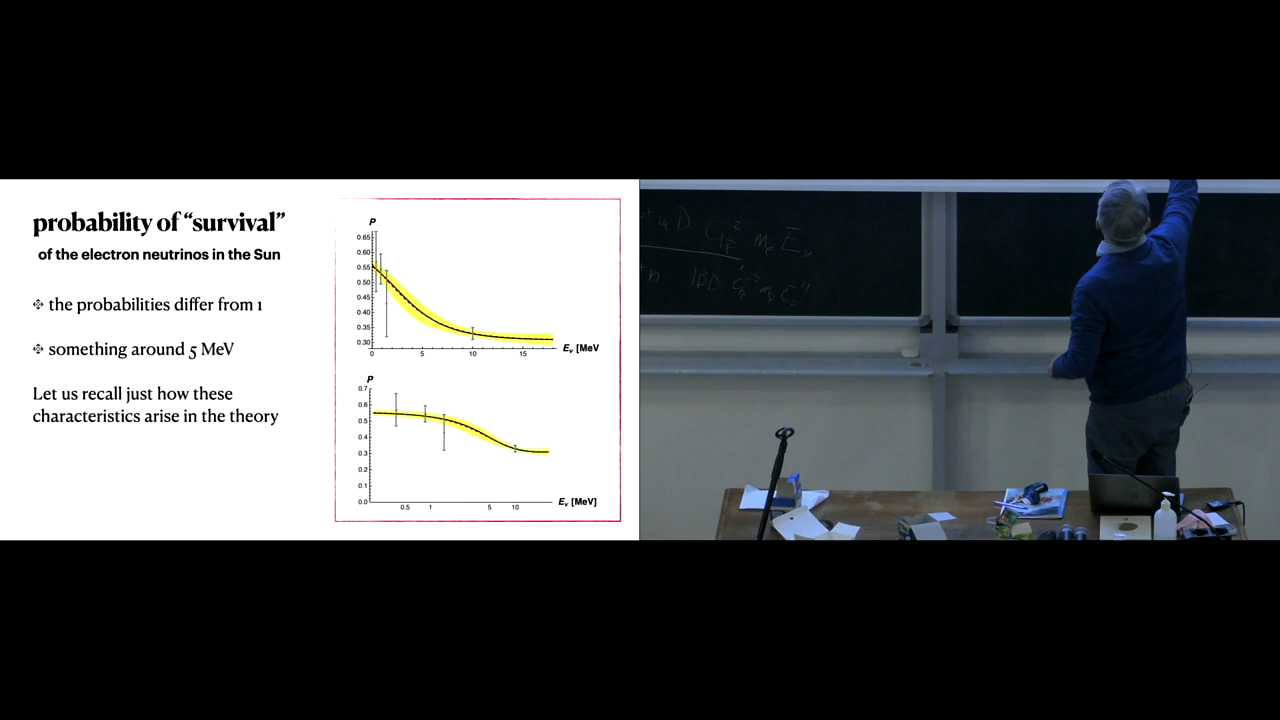 probability of “survival”
of the electron neutrinos in the Sun
❖ the probabilities differ from 1
❖ something around 5 MeV
Let us recall just how these
characteristics arise in the theory
P
0.65
0.60
0.55
0.50
0.45
0.40
0.35
0.30
0 5 10 15
Eν [MeV
P
0.7
0.6
0.5
0.4
0.3
0.2
0.1
0.0
0.5 1 5 10
Eν [MeV]